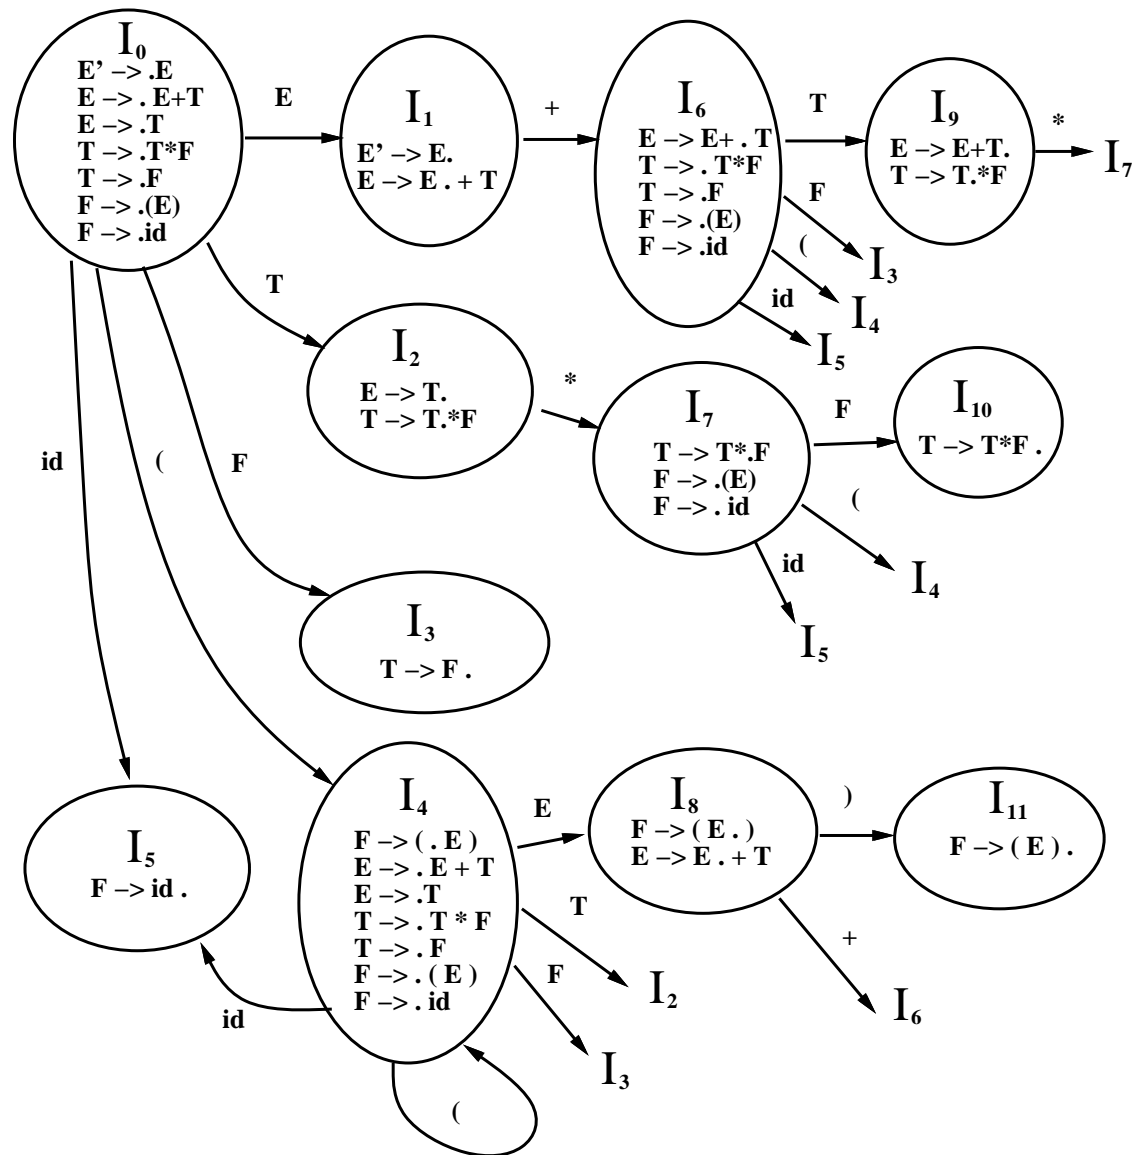 I0
E' –> .E
E –> . E+T
E –> .T
T –> .T*F
T –> .F
F –> .(E)
F –> .id
E
I1
E' –> E.
E –> E . + T
+
I6
E –> E+ . T
T –> . T*F
T –> .F
F –> .(E)
F –> .id
T
I9
E –> E+T.
T –> T.*F
*
I7
F
I3
(
I4
id
I5
T
I2
E –> T.
T –> T.*F
*
I7
T –> T*.F
F –> .(E)
F –> . id
F
I10
T –> T*F .
(
I4
id
I5
id
(
F
I3
T –> F .
I5
F –> id .
I4
F –> ( . E )
E –> . E + T
E –> .T
T –> . T * F
T –> . F
F –> . ( E )
F –> . id
E
I8
F –> ( E . )
E –> E . + T
)
I11
F –> ( E ) .
T
I2
F
I3
+
I6
id
(